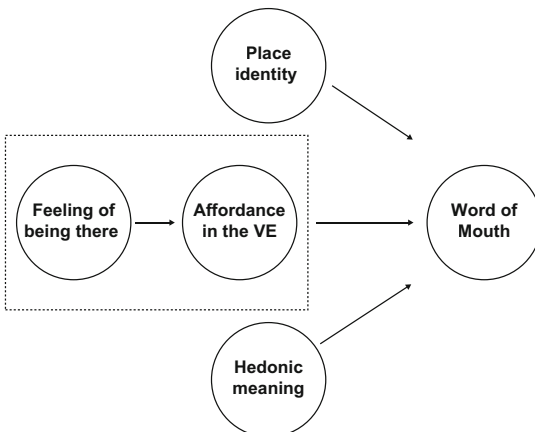 Place
identity
Feeling of
being there
Affordance
in the VE
Word of
Mouth
Hedonic
meaning